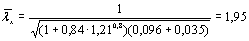 λ̄ₓ = 1 / √((1 + 0,84 · 1,21^0,8)(0,096 + 0,035)) = 1,95